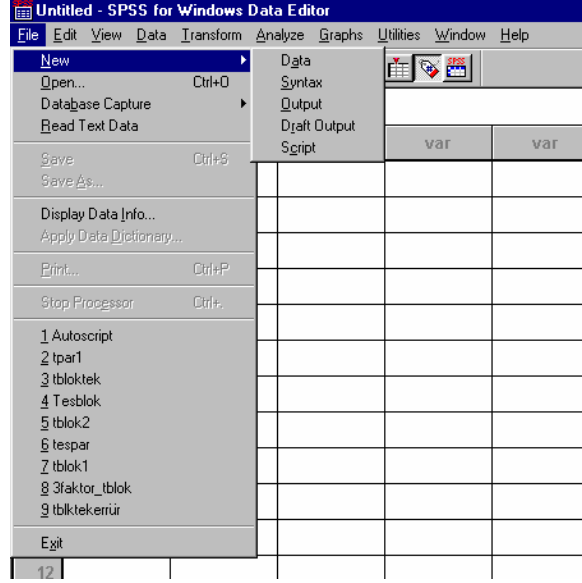 Untitled - SPSS for Windows Data Editor
File Edit View Data Transform Analyze Graphs Utilities Window Help
New
Open... Ctrl+O
Database Capture
Read Text Data
Save Ctrl+S
Save As...
Display Data Info...
Apply Data Dictionary...
Print... Ctrl+P
Stop Processor Ctrl+.
1 Autoscript
2 tpar1
3 tbloktek
4 Tesblok
5 tblok2
6 tespar
7 tblok1
8 3faktor_tblok
9 tblktekerrür
Exit
Data
Syntax
Output
Draft Output
Script
SPSS
var var
12